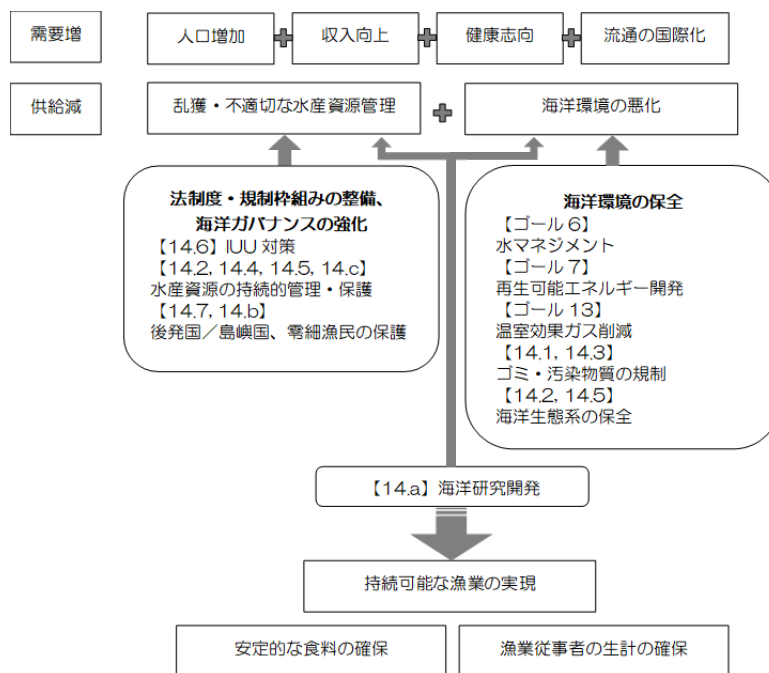 需要増
人口増加
収入向上
健康志向
流通の国際化
供給減
乱獲・不適切な水産資源管理
海洋環境の悪化
法制度・規制枠組みの整備、
海洋ガバナンスの強化
【14.6】IUU 対策
【14.2, 14.4, 14.5, 14.c】
水産資源の持続的管理・保護
【14.7, 14.b】
後発国／島嶼国、零細漁民の保護
海洋環境の保全
【ゴール 6】
水マネジメント
【ゴール 7】
再生可能エネルギー開発
【ゴール 13】
温室効果ガス削減
【14.1, 14.3】
ゴミ・汚染物質の規制
【14.2, 14.5】
海洋生態系の保全
【14.a】海洋研究開発
持続可能な漁業の実現
安定的な食料の確保
漁業従事者の生計の確保